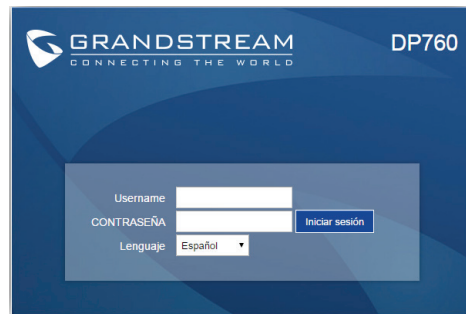 GRANDSTREAM DP760
CONNECTING THE WORLD
Username
CONTRASEÑA Iniciar sesión
Lenguaje Español